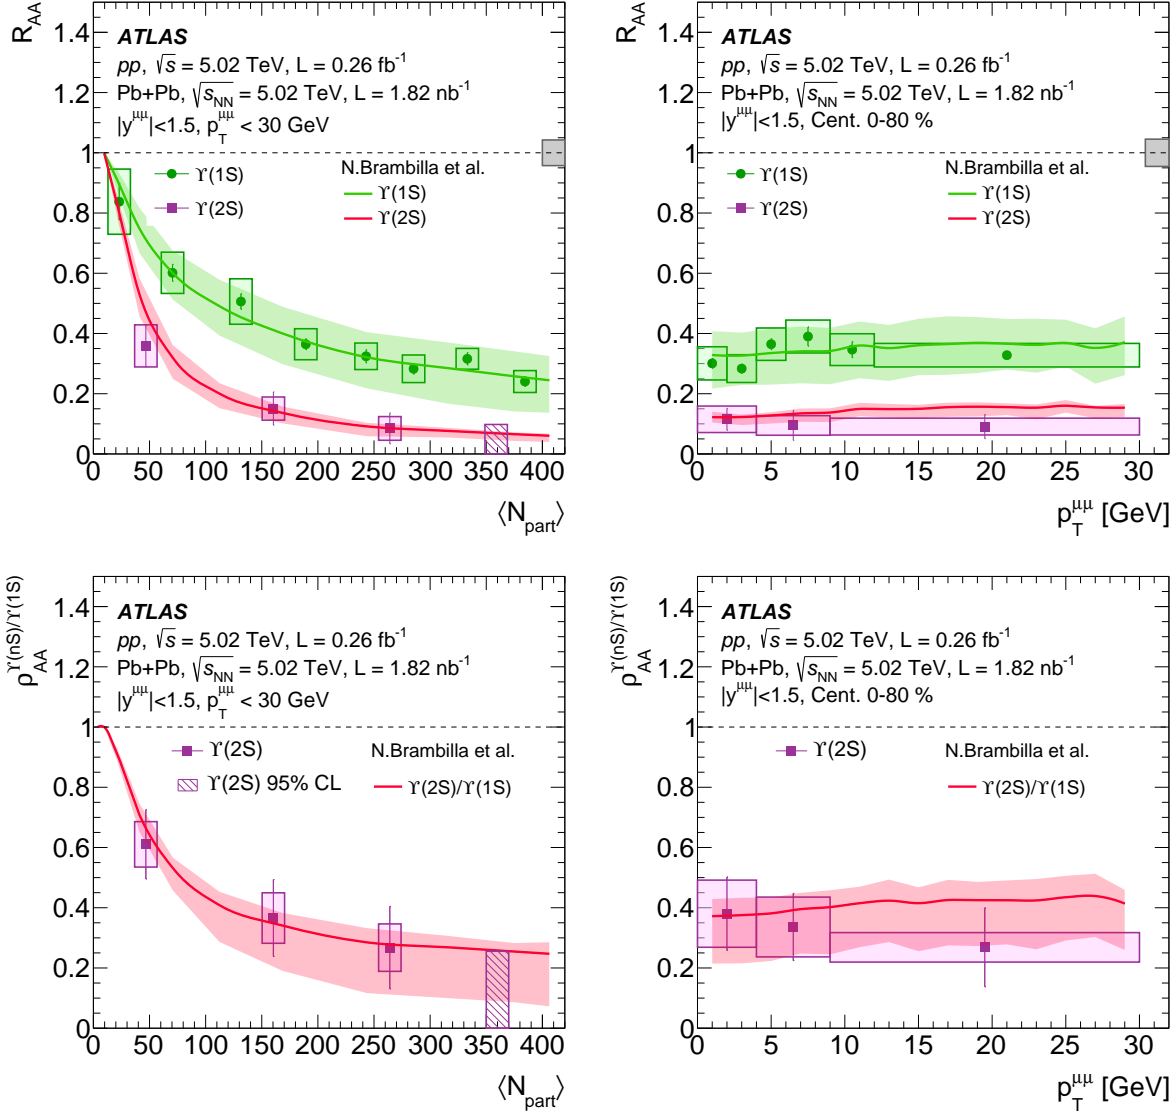 R_AA
1.4
1.2
1
0.8
0.6
0.4
0.2
0
ATLAS
pp, √s = 5.02 TeV, L = 0.26 fb⁻¹
Pb+Pb, √s_NN = 5.02 TeV, L = 1.82 nb⁻¹
|y^μμ|<1.5, p_T^μμ < 30 GeV
N.Brambilla et al.
ϒ(1S) ϒ(1S)
ϒ(2S) ϒ(2S)
0 50 100 150 200 250 300 350 400
⟨N_part⟩
R_AA
1.4
1.2
1
0.8
0.6
0.4
0.2
0
ATLAS
pp, √s = 5.02 TeV, L = 0.26 fb⁻¹
Pb+Pb, √s_NN = 5.02 TeV, L = 1.82 nb⁻¹
|y^μμ|<1.5, Cent. 0-80 %
N.Brambilla et al.
ϒ(1S) ϒ(1S)
ϒ(2S) ϒ(2S)
0 5 10 15 20 25 30
p_T^μμ [GeV]
ρ_AA^ϒ(nS)/ϒ(1S)
1.4
1.2
1
0.8
0.6
0.4
0.2
0
ATLAS
pp, √s = 5.02 TeV, L = 0.26 fb⁻¹
Pb+Pb, √s_NN = 5.02 TeV, L = 1.82 nb⁻¹
|y^μμ|<1.5, p_T^μμ < 30 GeV
ϒ(2S) N.Brambilla et al.
ϒ(2S) 95% CL ϒ(2S)/ϒ(1S)
0 50 100 150 200 250 300 350 400
⟨N_part⟩
ρ_AA^ϒ(nS)/ϒ(1S)
1.4
1.2
1
0.8
0.6
0.4
0.2
0
ATLAS
pp, √s = 5.02 TeV, L = 0.26 fb⁻¹
Pb+Pb, √s_NN = 5.02 TeV, L = 1.82 nb⁻¹
|y^μμ|<1.5, Cent. 0-80 %
ϒ(2S) N.Brambilla et al.
ϒ(2S)/ϒ(1S)
0 5 10 15 20 25 30
p_T^μμ [GeV]